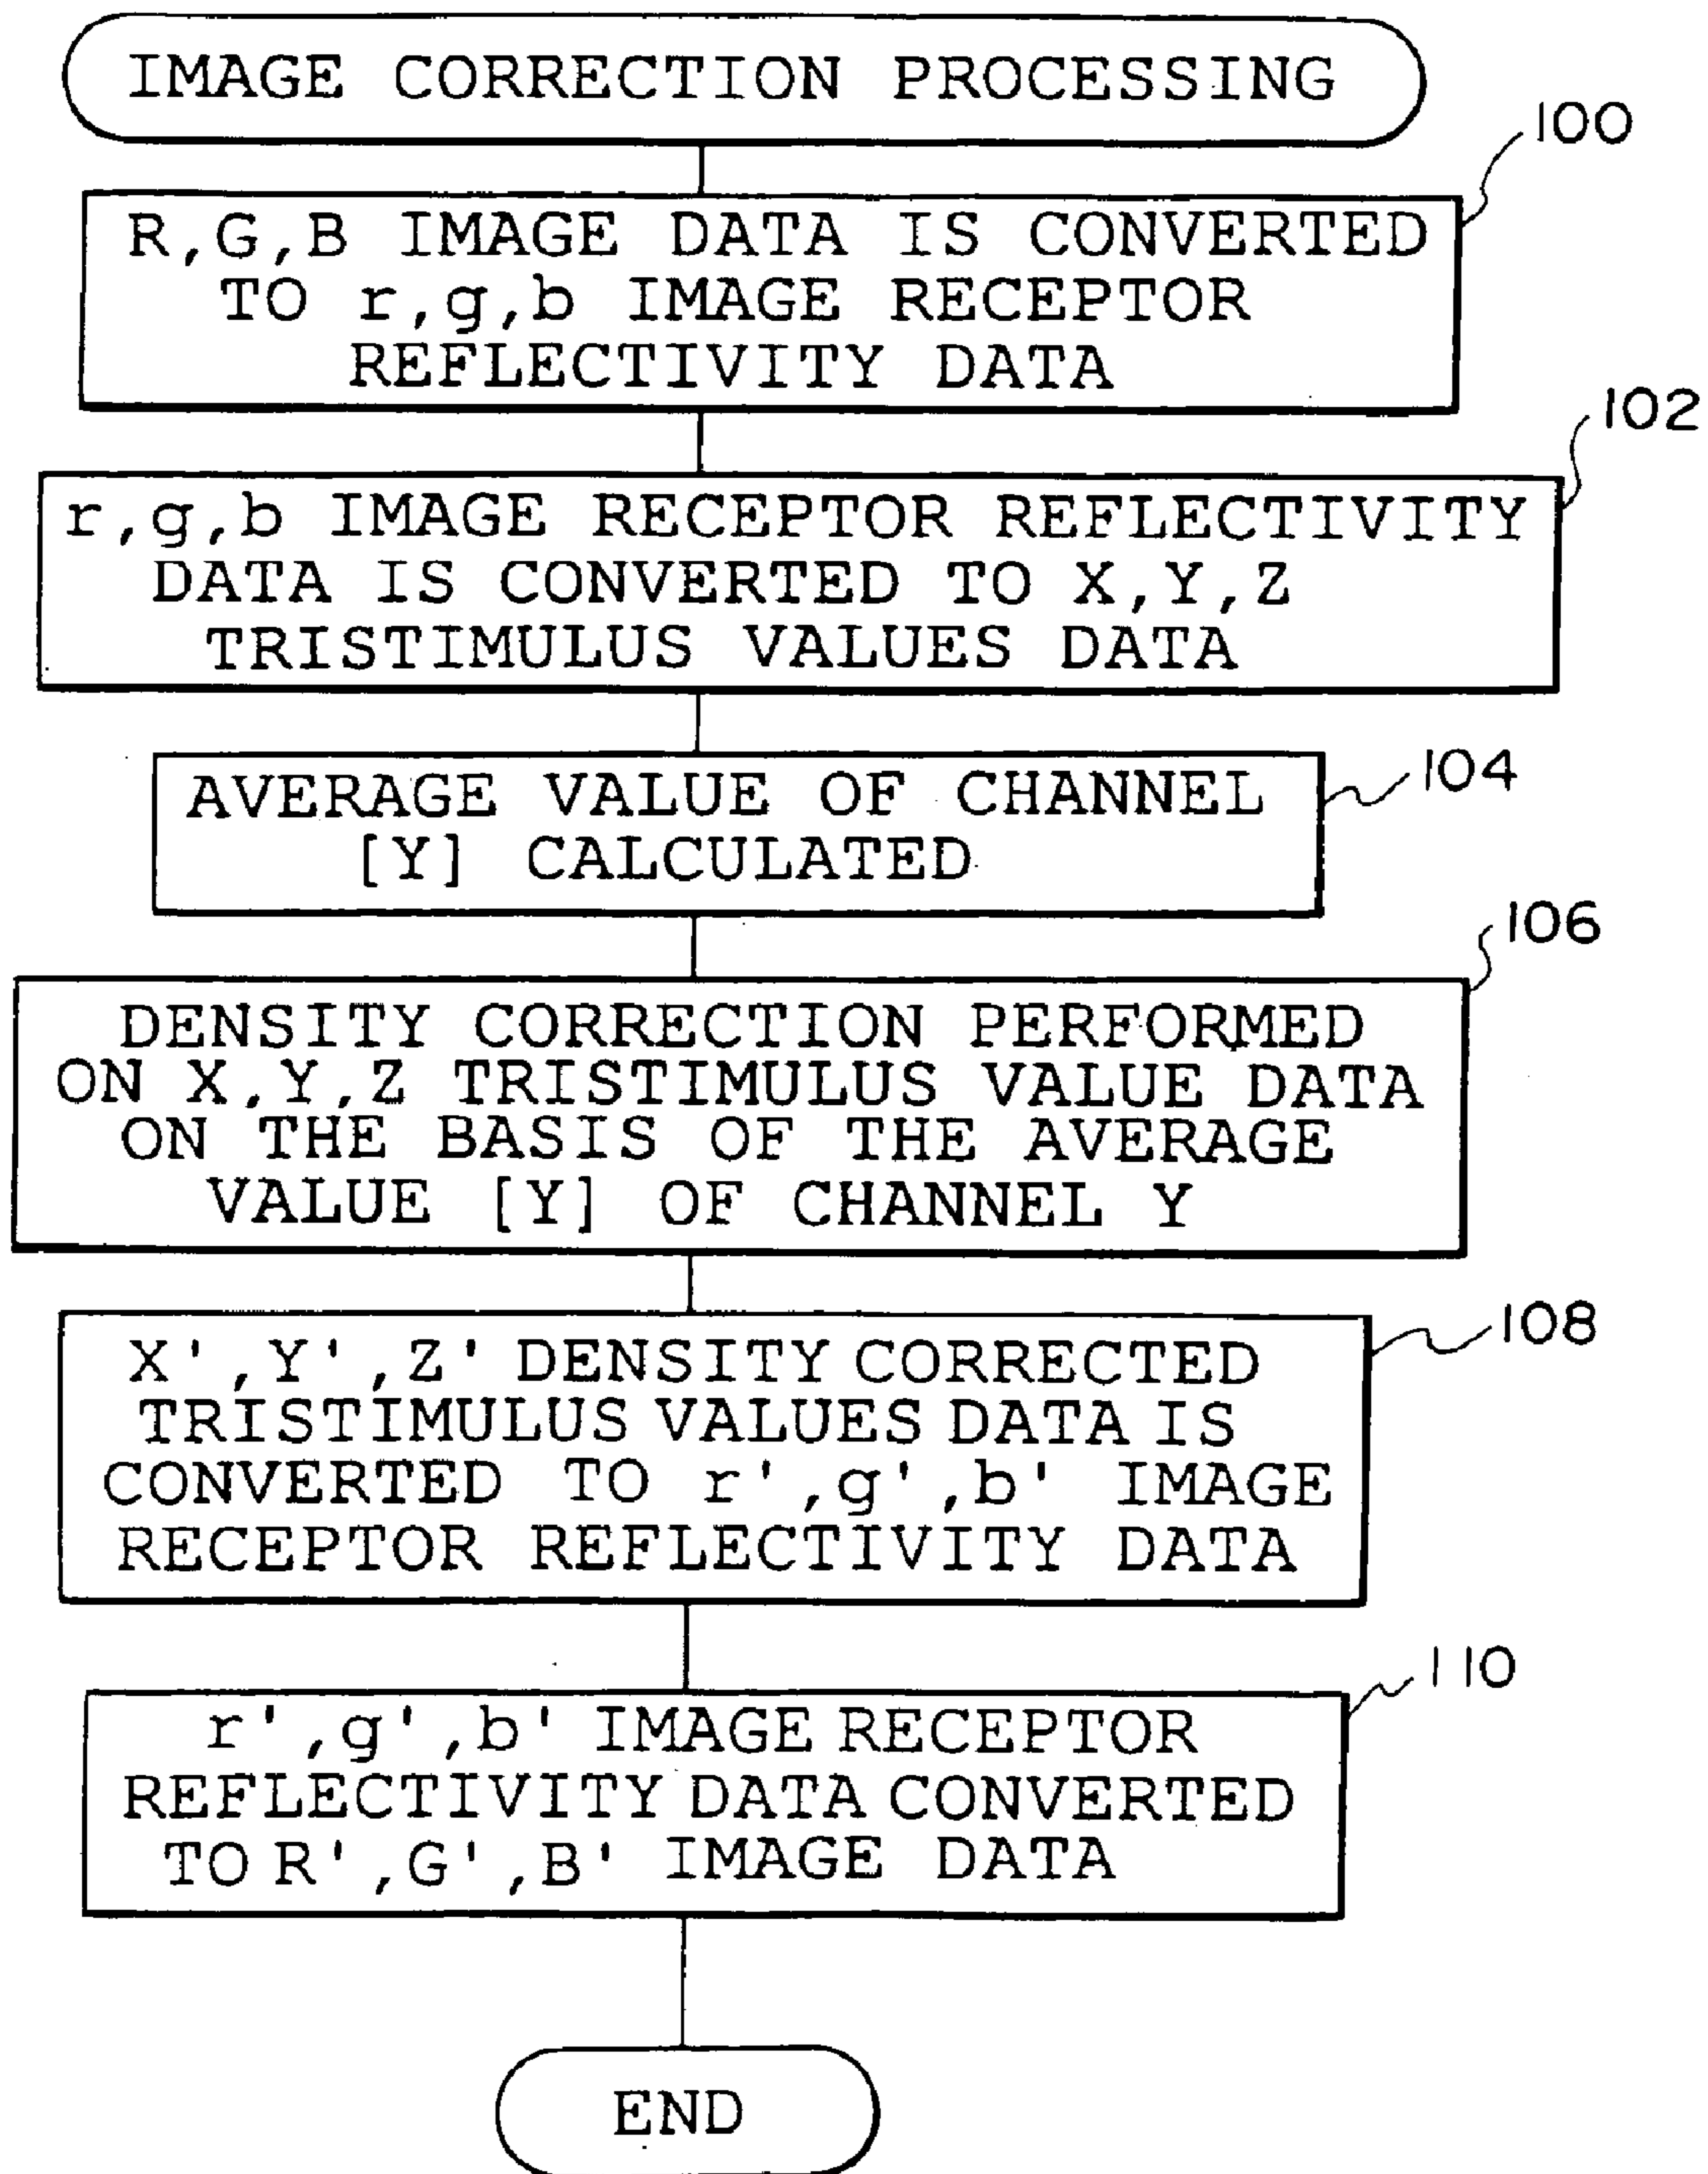 IMAGE CORRECTION PROCESSING
100
R,G,B IMAGE DATA IS CONVERTED
TO r,g,b IMAGE RECEPTOR
REFLECTIVITY DATA
102
r,g,b IMAGE RECEPTOR REFLECTIVITY
DATA IS CONVERTED TO X,Y,Z
TRISTIMULUS VALUES DATA
104
AVERAGE VALUE OF CHANNEL
[Y] CALCULATED
106
DENSITY CORRECTION PERFORMED
ON X,Y,Z TRISTIMULUS VALUE DATA
ON THE BASIS OF THE AVERAGE
VALUE [Y] OF CHANNEL Y
108
X',Y',Z' DENSITY CORRECTED
TRISTIMULUS VALUES DATA IS
CONVERTED TO r',g',b' IMAGE
RECEPTOR REFLECTIVITY DATA
110
r',g',b' IMAGE RECEPTOR
REFLECTIVITY DATA CONVERTED
TO R',G',B' IMAGE DATA
END